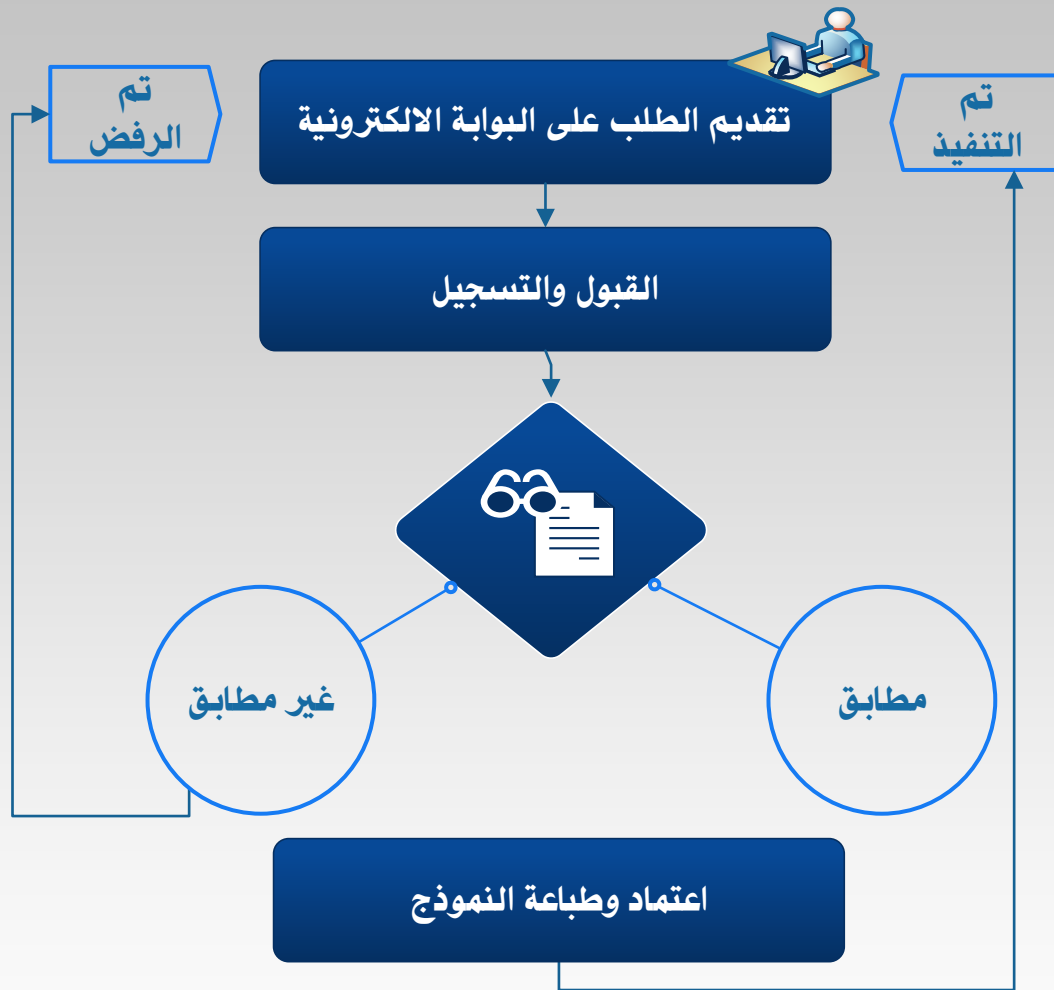 تقديم الطلب على البوابة الالكترونية
تم
التنفيذ
تم
الرفض
القبول والتسجيل
مطابق
غير مطابق
اعتماد وطباعة النموذج